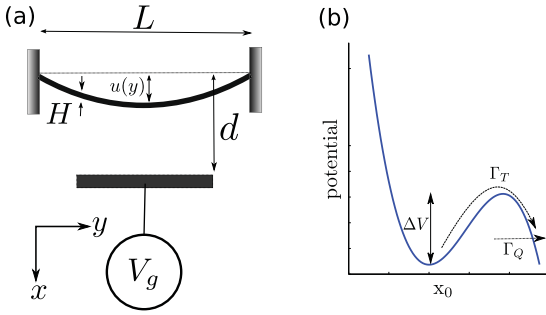 (a)
L
u(y)
H
d
y
x
V_g
(b)
potential
ΔV
Γ_T
Γ_Q
x_0